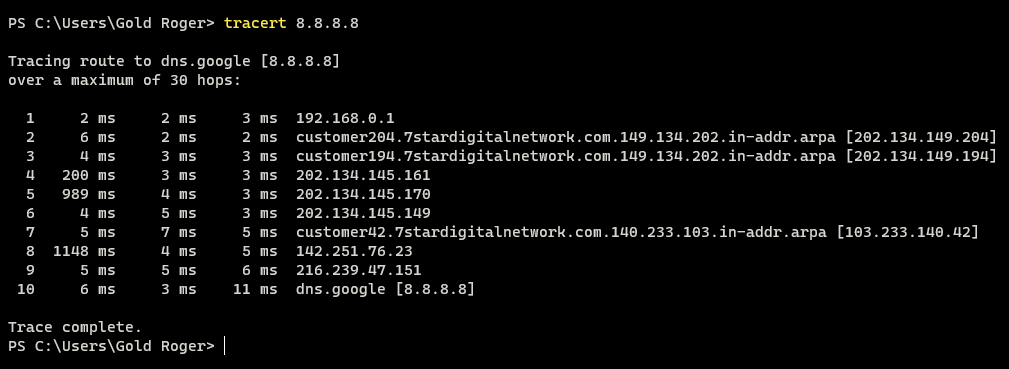 PS C:\Users\Gold Roger> tracert 8.8.8.8
Tracing route to dns.google [8.8.8.8]
over a maximum of 30 hops:
1 2 ms 2 ms 3 ms 192.168.0.1
2 6 ms 2 ms 2 ms customer204.7stardigitalnetwork.com.149.134.202.in-addr.arpa [202.134.149.204]
3 4 ms 3 ms 3 ms customer194.7stardigitalnetwork.com.149.134.202.in-addr.arpa [202.134.149.194]
4 200 ms 3 ms 3 ms 202.134.145.161
5 989 ms 4 ms 3 ms 202.134.145.170
6 4 ms 5 ms 3 ms 202.134.145.149
7 5 ms 7 ms 5 ms customer42.7stardigitalnetwork.com.140.233.103.in-addr.arpa [103.233.140.42]
8 1148 ms 4 ms 5 ms 142.251.76.23
9 5 ms 5 ms 6 ms 216.239.47.151
10 6 ms 3 ms 11 ms dns.google [8.8.8.8]
Trace complete.
PS C:\Users\Gold Roger>